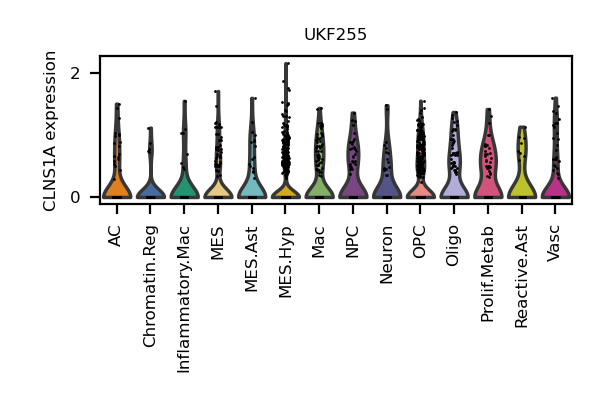 UKF255
CLNS1A expression
2
0
AC
Chromatin.Reg
Inflammatory.Mac
MES
MES.Ast
MES.Hyp
Mac
NPC
Neuron
OPC
Oligo
Prolif.Metab
Reactive.Ast
Vasc